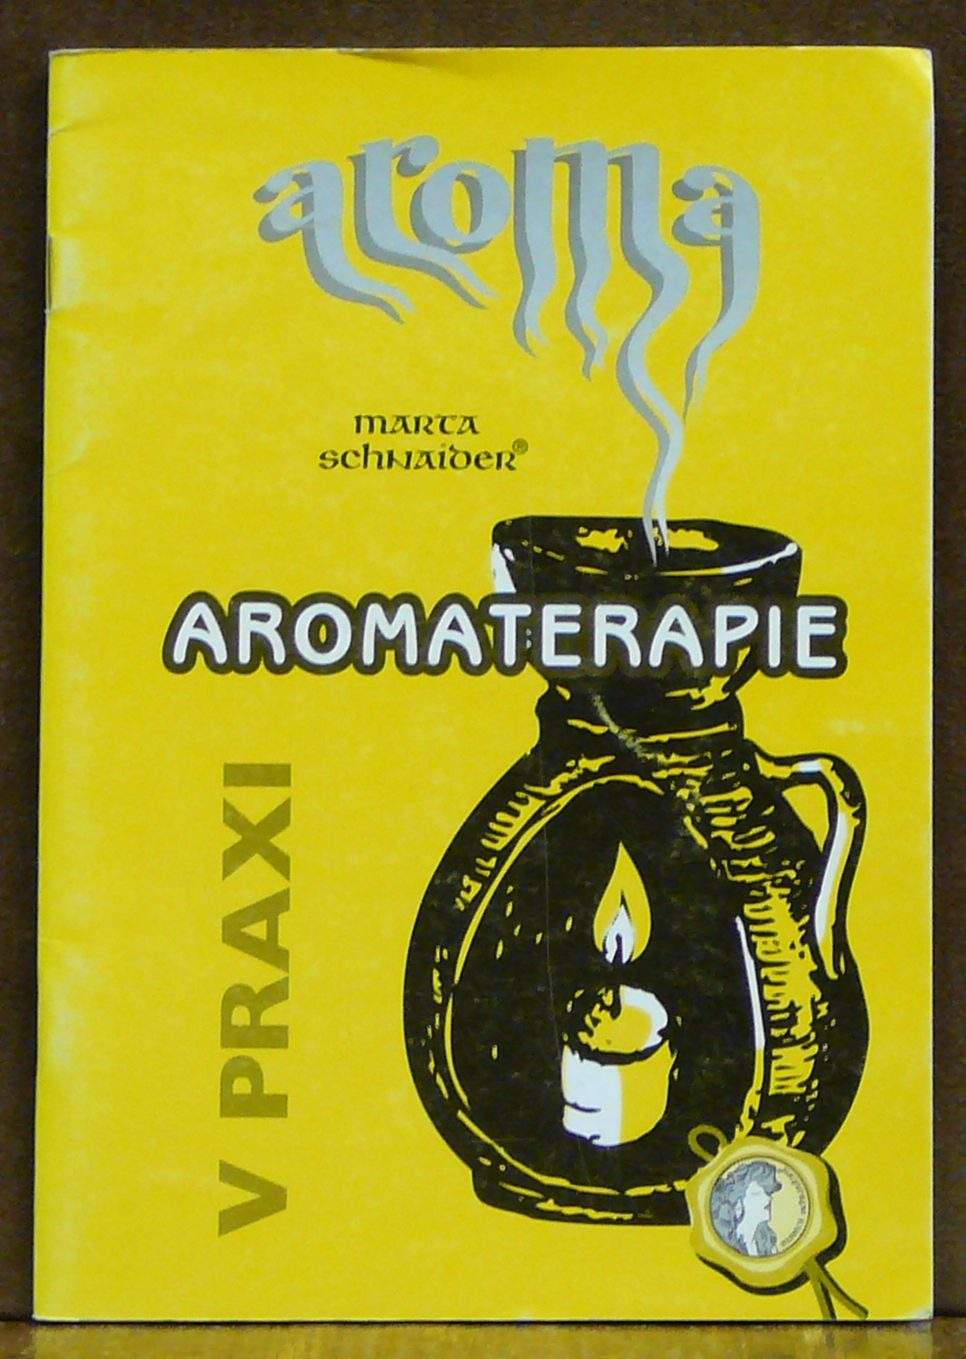 aroma
MARTA
SCHNAIDER®
AROMATERAPIE
V PRAXI